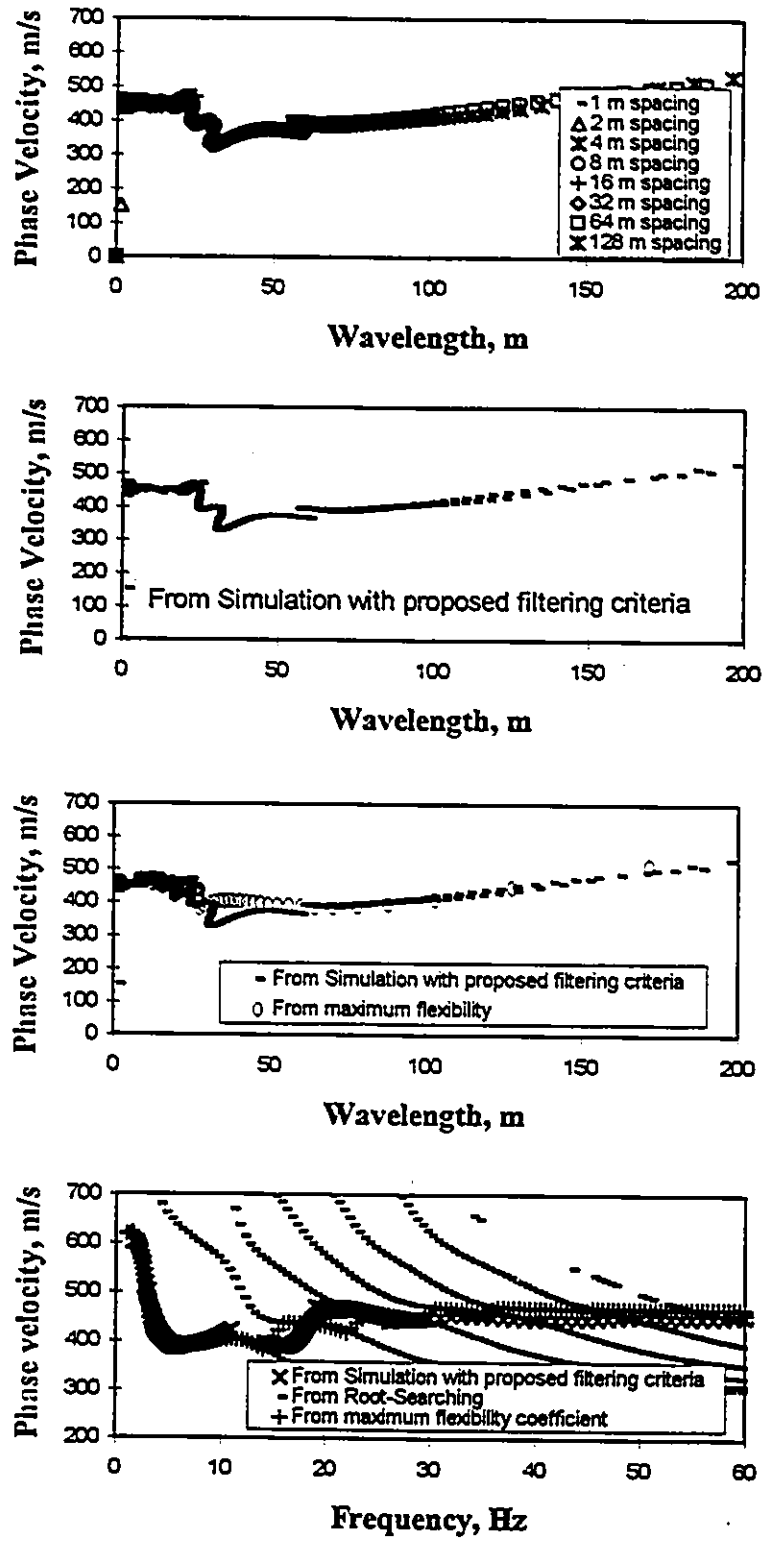 Phase Velocity, m/s
700
600
500
400
300
200
100
0
- 1 m spacing
△ 2 m spacing
ж 4 m spacing
○ 8 m spacing
+ 16 m spacing
◇ 32 m spacing
□ 64 m spacing
ж 128 m spacing
0 50 100 150 200
Wavelength, m
Phase Velocity, m/s
700
600
500
400
300
200
100
0
From Simulation with proposed filtering criteria
0 50 100 150 200
Wavelength, m
Phase Velocity, m/s
700
600
500
400
300
200
100
0
- From Simulation with proposed filtering criteria
○ From maximum flexibility
0 50 100 150 200
Wavelength, m
Phase velocity, m/s
700
600
500
400
300
200
× From Simulation with proposed filtering criteria
- From Root-Searching
+ From maximum flexibility coefficient
0 10 20 30 40 50 60
Frequency, Hz